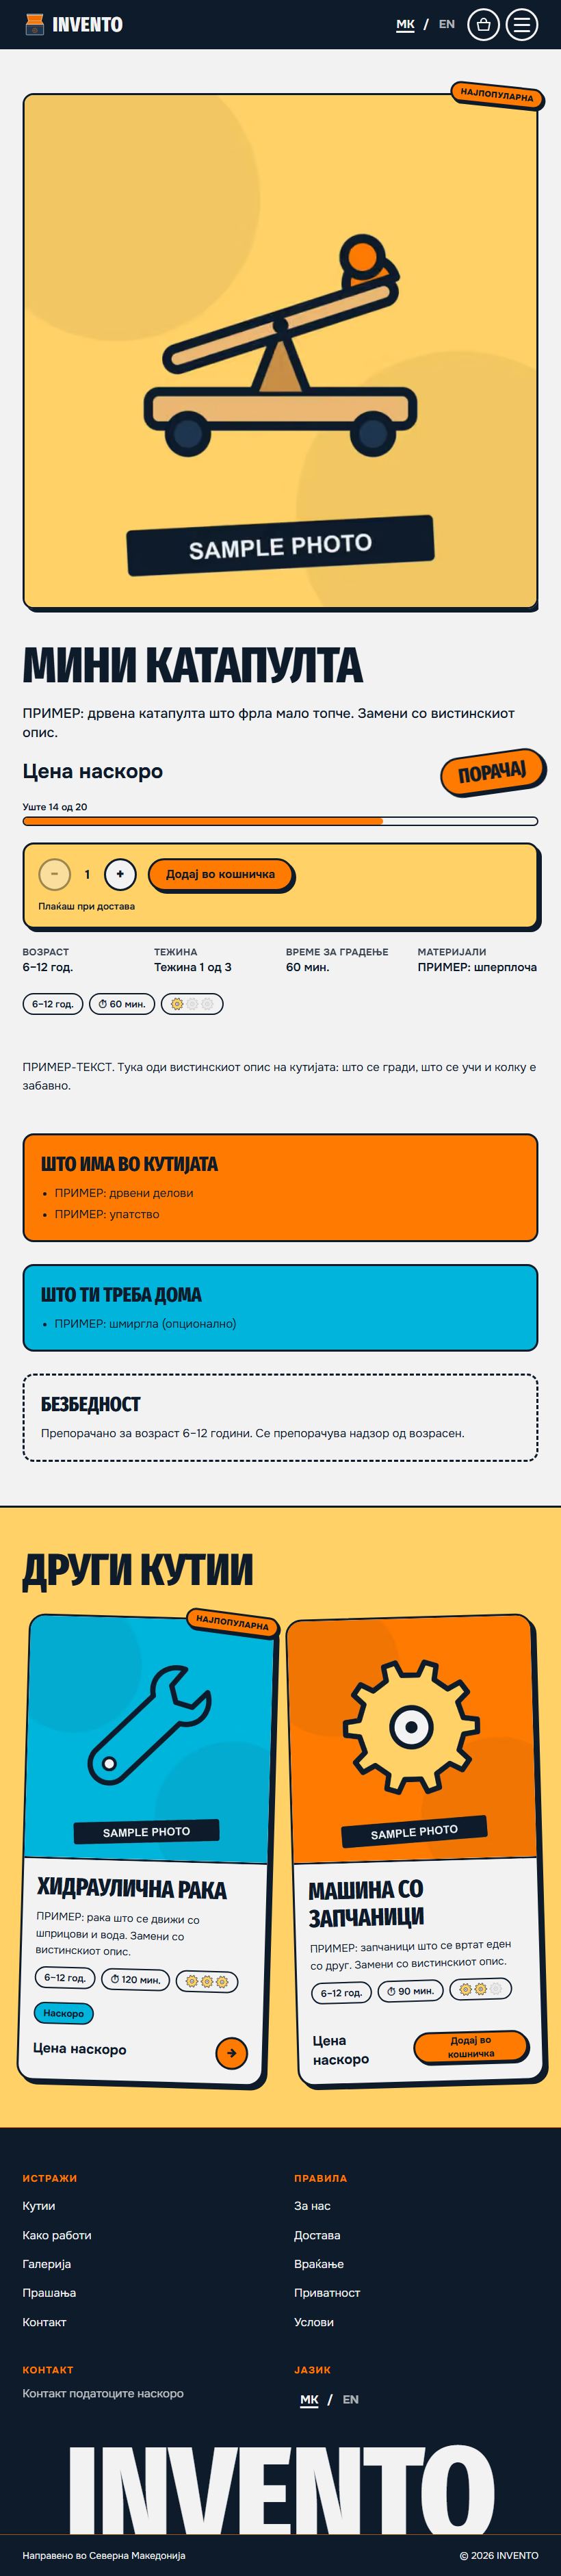 INVENTO
MK / EN
НАЈПОПУЛАРНА
SAMPLE PHOTO
МИНИ КАТАПУЛТА
ПРИМЕР: дрвена катапулта што фрла мало топче. Замени со вистинскиот
опис.
Цена наскоро
ПОРАЧАЈ
Уште 14 од 20
− 1 +
Додај во кошничка
Плаќаш при достава
ВОЗРАСТ
6–12 год.
ТЕЖИНА
Тежина 1 од 3
ВРЕМЕ ЗА ГРАДЕЊЕ
60 мин.
МАТЕРИЈАЛИ
ПРИМЕР: шперплоча
6–12 год.
60 мин.
ПРИМЕР-ТЕКСТ. Тука оди вистинскиот опис на кутијата: што се гради, што се учи и колку е
забавно.
ШТО ИМА ВО КУТИЈАТА
• ПРИМЕР: дрвени делови
• ПРИМЕР: упатство
ШТО ТИ ТРЕБА ДОМА
• ПРИМЕР: шмиргла (опционално)
БЕЗБЕДНОСТ
Препорачано за возраст 6–12 години. Се препорачува надзор од возрасен.
ДРУГИ КУТИИ
НАЈПОПУЛАРНА
SAMPLE PHOTO
ХИДРАУЛИЧНА РАКА
ПРИМЕР: рака што се движи со
шприцови и вода. Замени со
вистинскиот опис.
6–12 год.
120 мин.
Наскоро
Цена наскоро
SAMPLE PHOTO
МАШИНА СО
ЗАПЧАНИЦИ
ПРИМЕР: запчаници што се вртат еден
со друг. Замени со вистинскиот опис.
6–12 год.
90 мин.
Цена
наскоро
Додај во
кошничка
ИСТРАЖИ
Кутии
Како работи
Галерија
Прашања
Контакт
ПРАВИЛА
За нас
Достава
Враќање
Приватност
Услови
КОНТАКТ
Контакт податоците наскоро
ЈАЗИК
MK / EN
INVENTO
Направено во Северна Македонија
© 2026 INVENTO